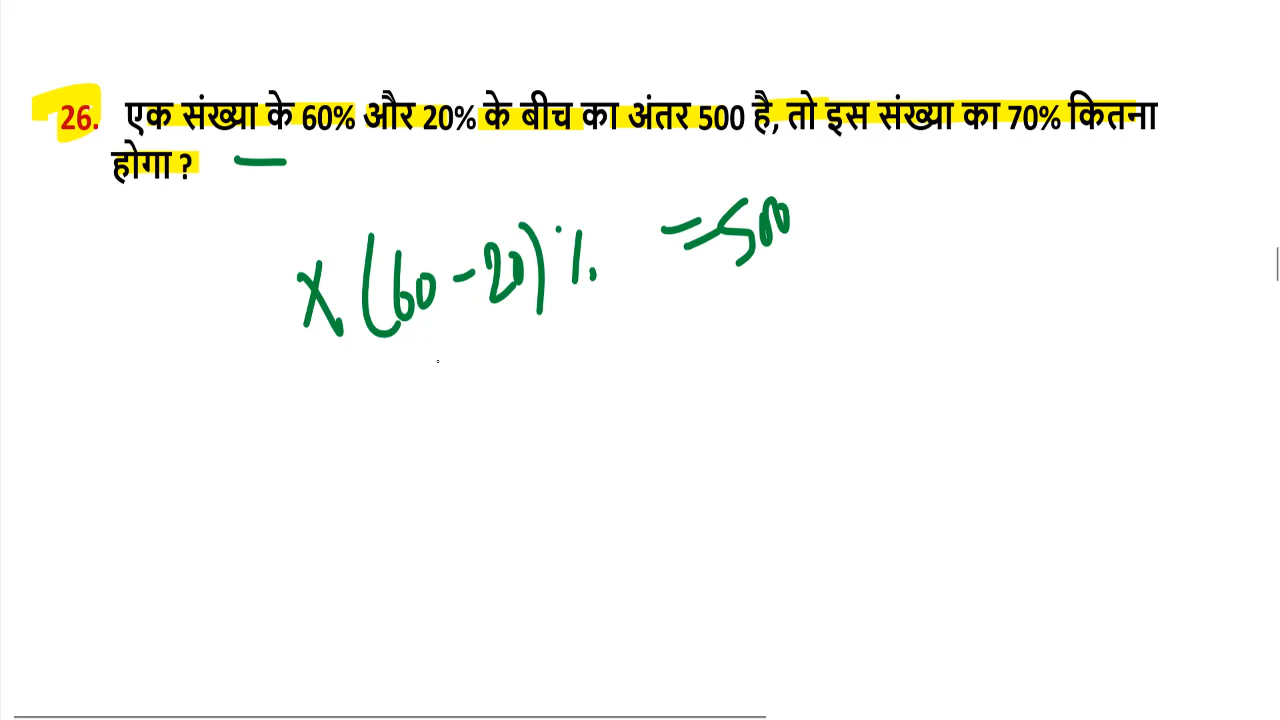 26. एक संख्या के 60% और 20% के बीच का अंतर 500 है, तो इस संख्या का 70% कितना
होगा ?
x (60-20) % = 500